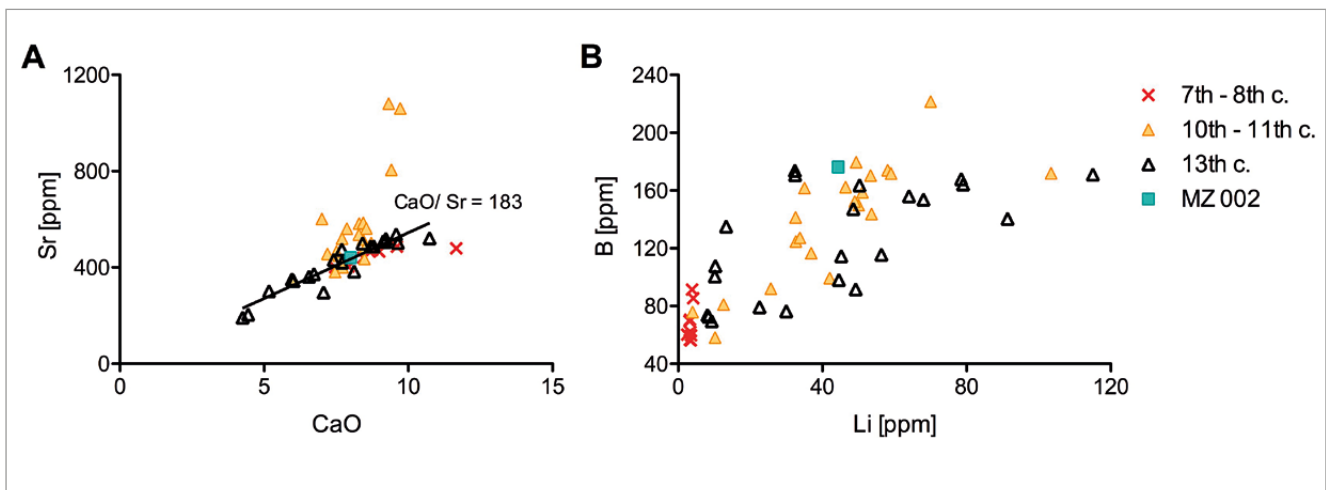 A
1200
800
400
0
Sr [ppm]
0 5 10 15
CaO
CaO/ Sr = 183
B
240
200
160
120
80
40
B [ppm]
0 40 80 120
Li [ppm]
7th - 8th c.
10th - 11th c.
13th c.
MZ 002